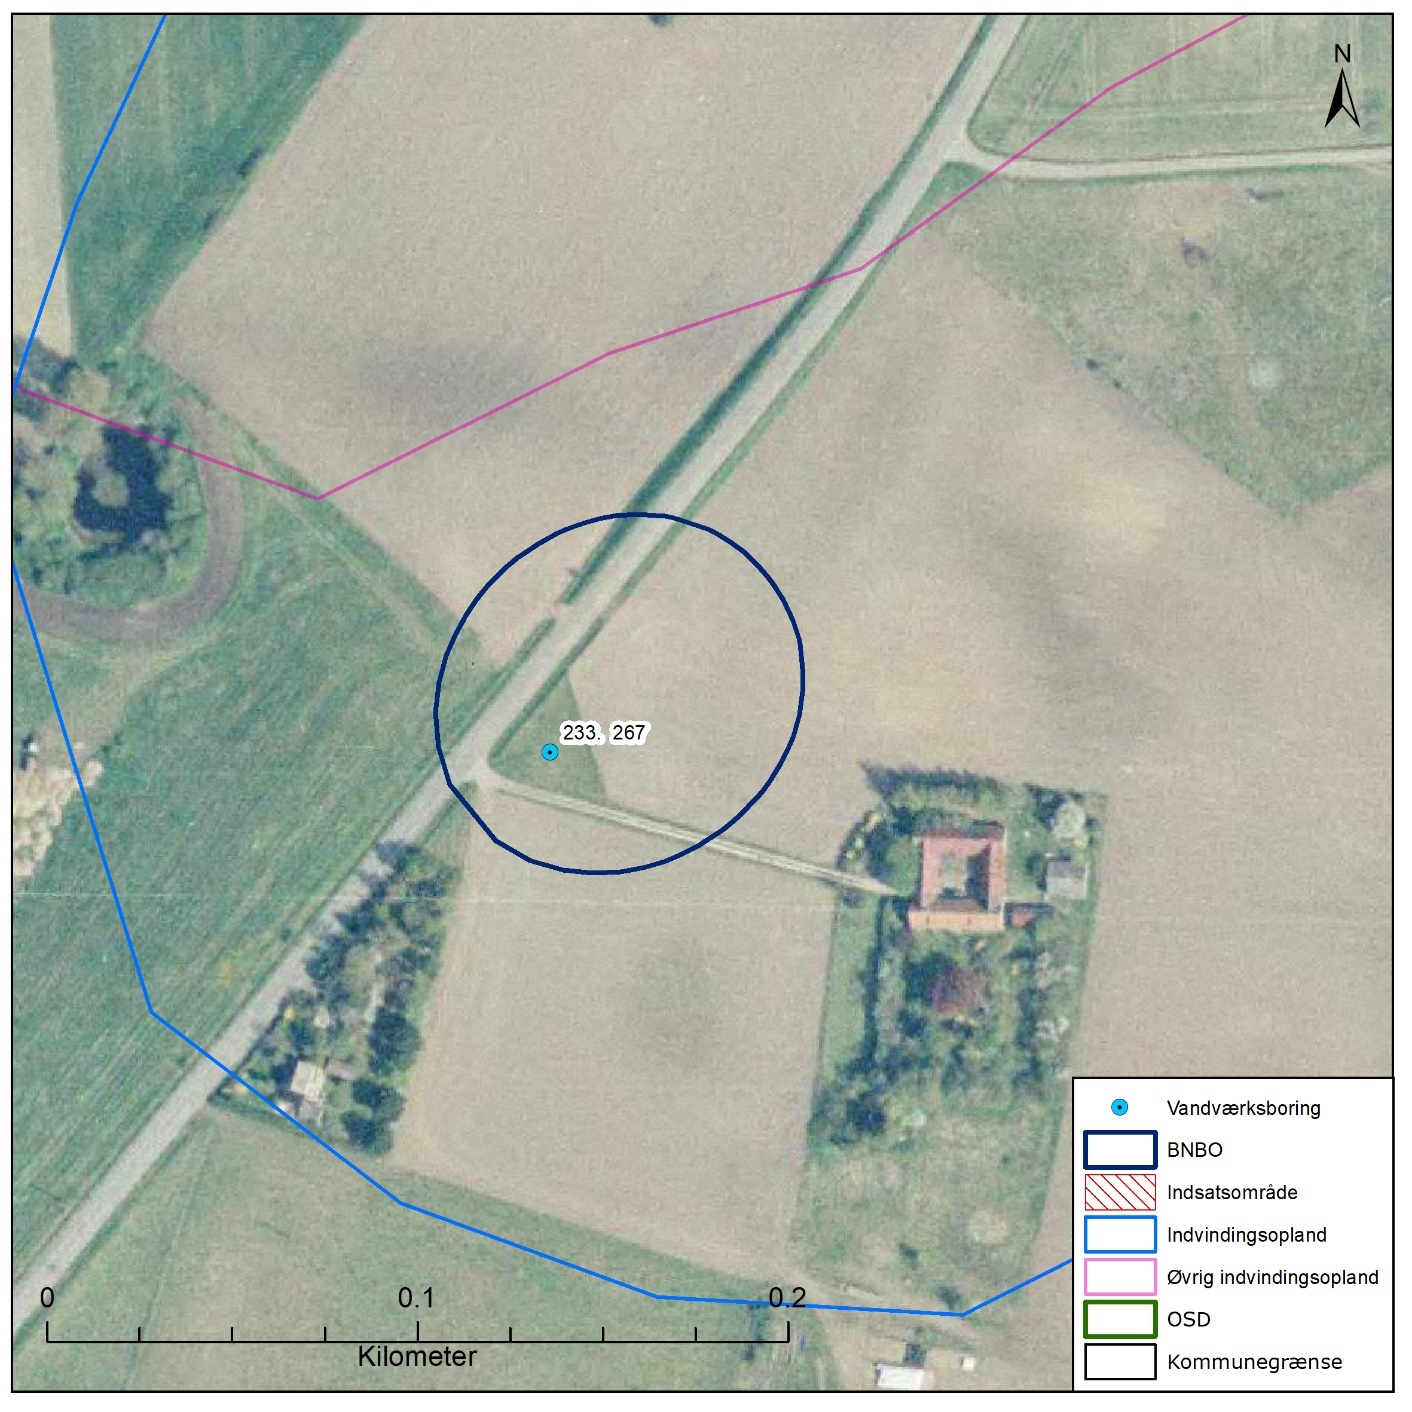 N
233. 267
Vandværksboring
BNBO
Indsatsområde
Indvindingsopland
Øvrig indvindingsopland
OSD
Kommunegrænse
0 0.1 0.2
Kilometer